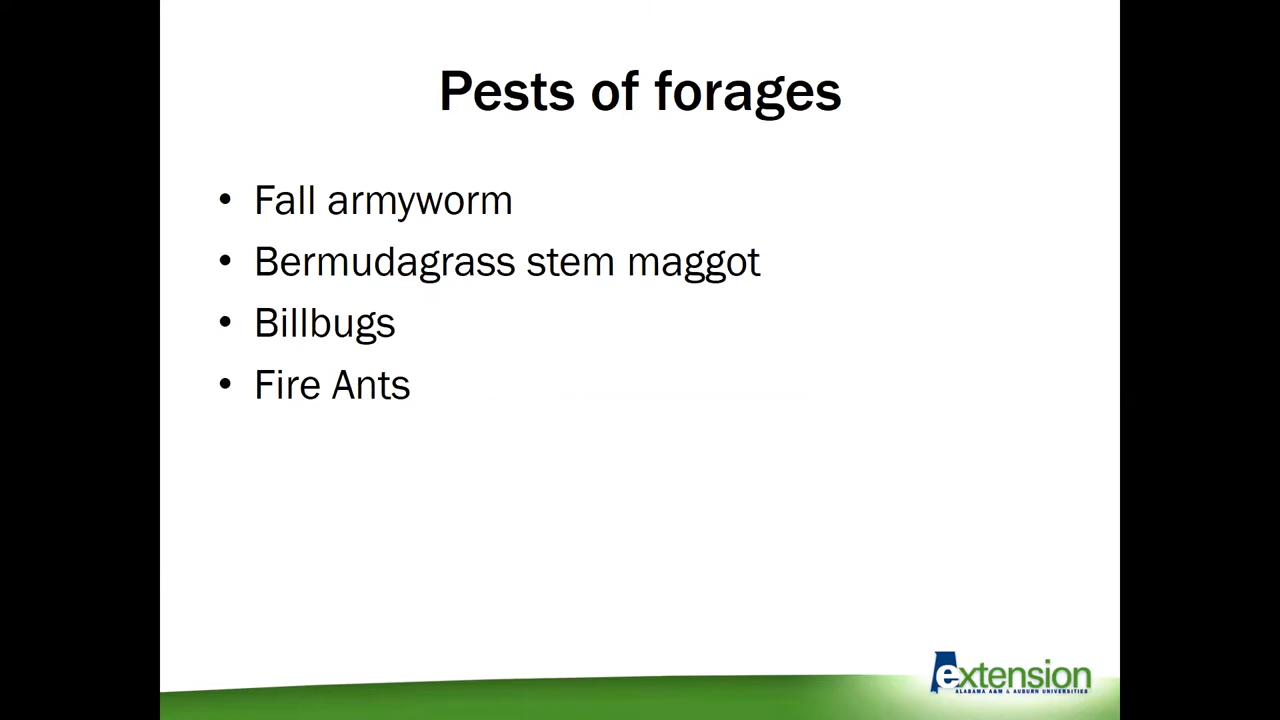 Pests of forages
• Fall armyworm
• Bermudagrass stem maggot
• Billbugs
• Fire Ants
extension
ALABAMA A&M & AUBURN UNIVERSITIES